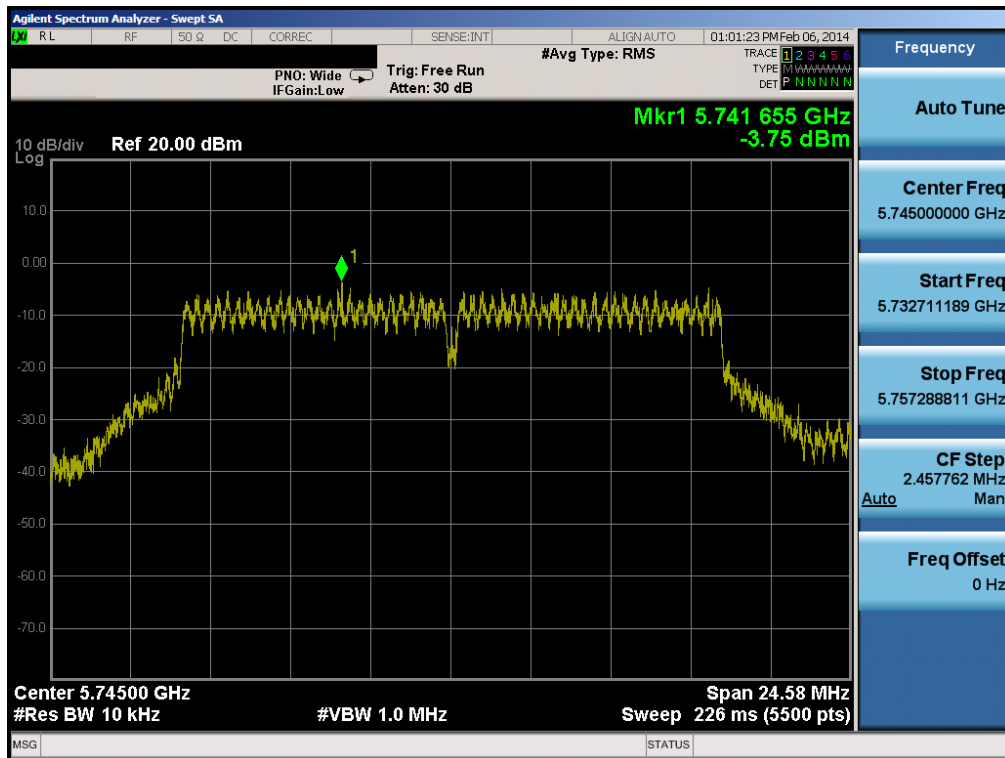 Agilent Spectrum Analyzer - Swept SA
LXI RL RF 50 Ω DC CORREC SENSE:INT ALIGN AUTO 01:01:23 PM Feb 06, 2014
Frequency
#Avg Type: RMS
TRACE 1 2 3 4 5 6
PNO: Wide Trig: Free Run
TYPE M W W W W W
IFGain:Low Atten: 30 dB
DET P N N N N N
Auto Tune
Mkr1 5.741 655 GHz
-3.75 dBm
10 dB/div Ref 20.00 dBm
Log
Center Freq
5.745000000 GHz
10.0
0.00
1
Start Freq
5.732711189 GHz
-10.0
-20.0
Stop Freq
5.757288811 GHz
-30.0
-40.0
CF Step
2.457762 MHz
Auto Man
-50.0
Freq Offset
0 Hz
-60.0
-70.0
Center 5.74500 GHz Span 24.58 MHz
#Res BW 10 kHz #VBW 1.0 MHz Sweep 226 ms (5500 pts)
MSG STATUS